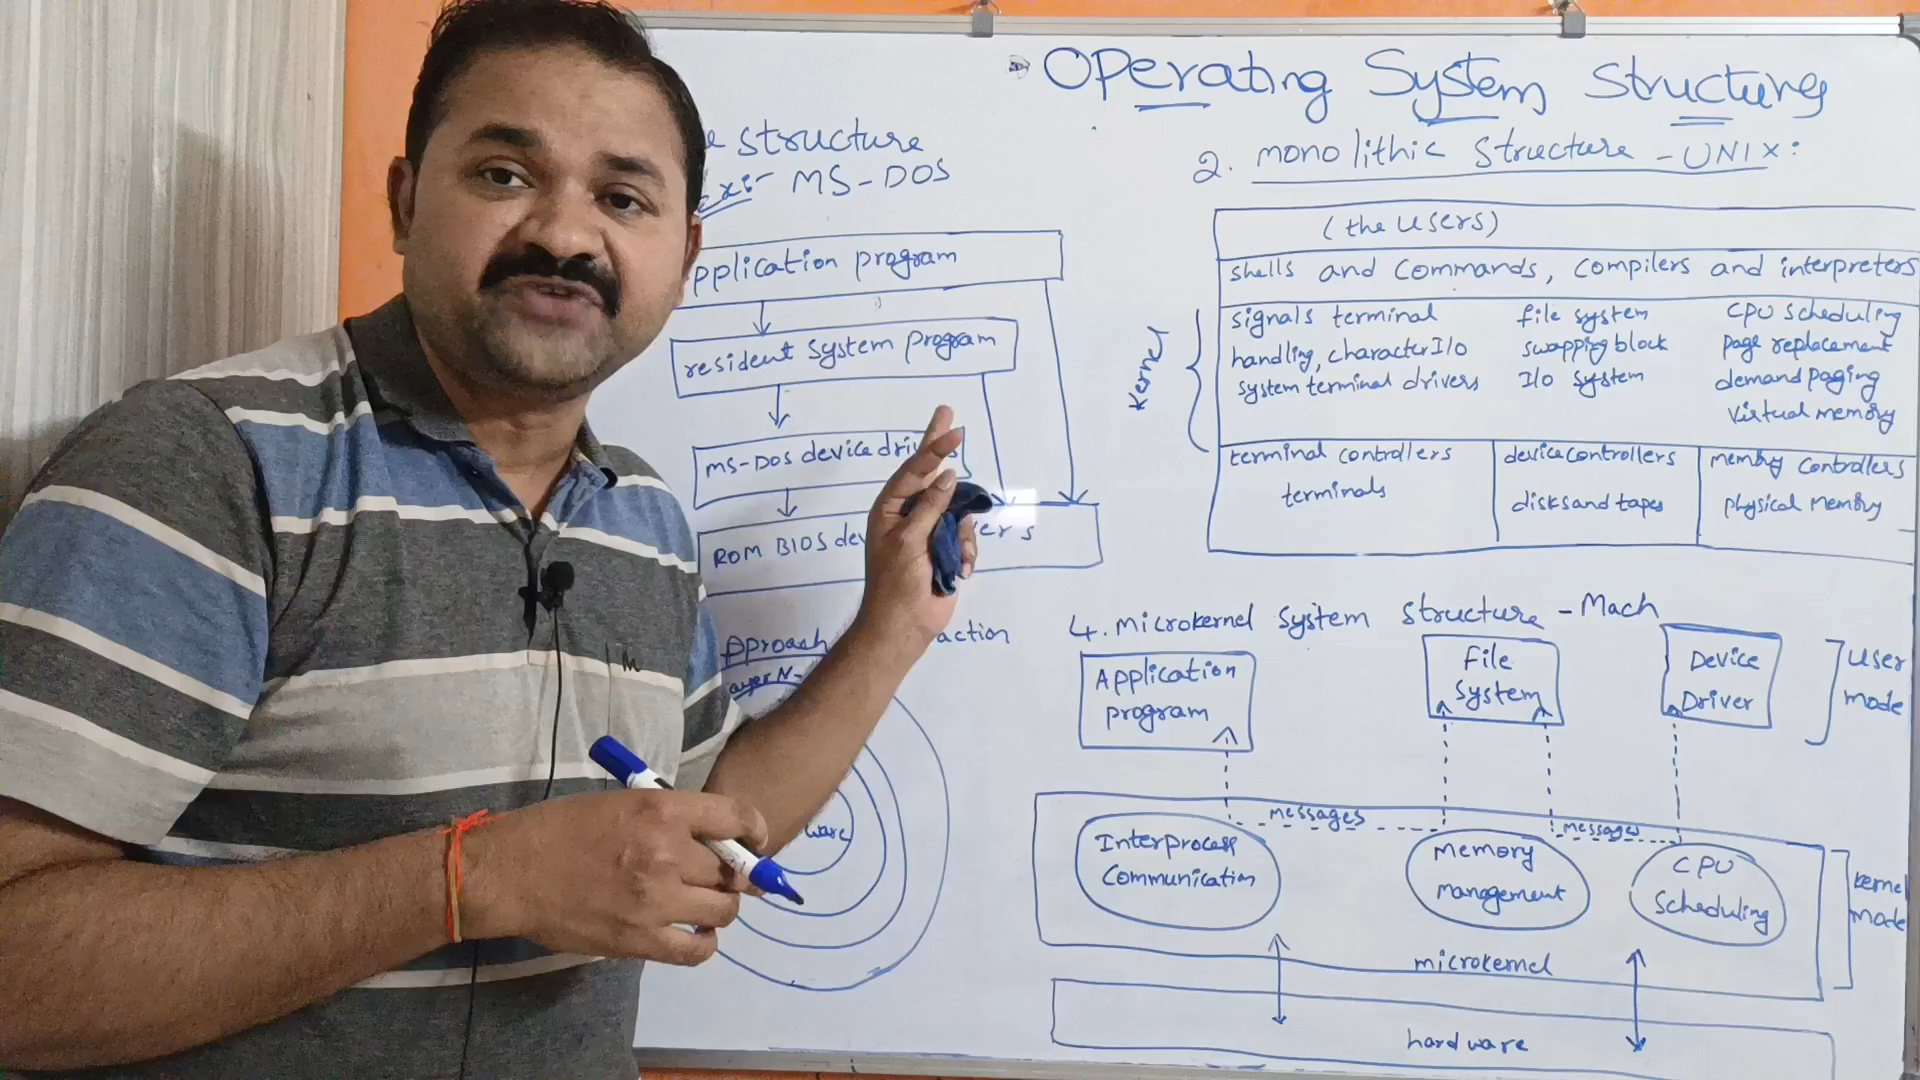 Operating System Structures
structure
ex:- MS-DOS
pplication program
resident system program
MS-DOS device driv
ROM BIOS dev ers
2. monolithic Structure - UNIX:
(the users)
shells and commands, compilers and interpreters
Kernel
signals terminal
handling, character I/o
system terminal drivers
file system
swapping block
I/o system
CPU scheduling
page replacement
demand paging
virtual memory
terminal controllers
terminals
device controllers
disks and tapes
memory controllers
physical memory
pproach action
ayer N-
ware
4. microkernel system structure - Mach
Application
program
File
System
Device
Driver
user
mode
messages
messages
Interprocess
Communication
memory
management
CPU
Scheduling
kernel
mode
microkernel
hardware
M